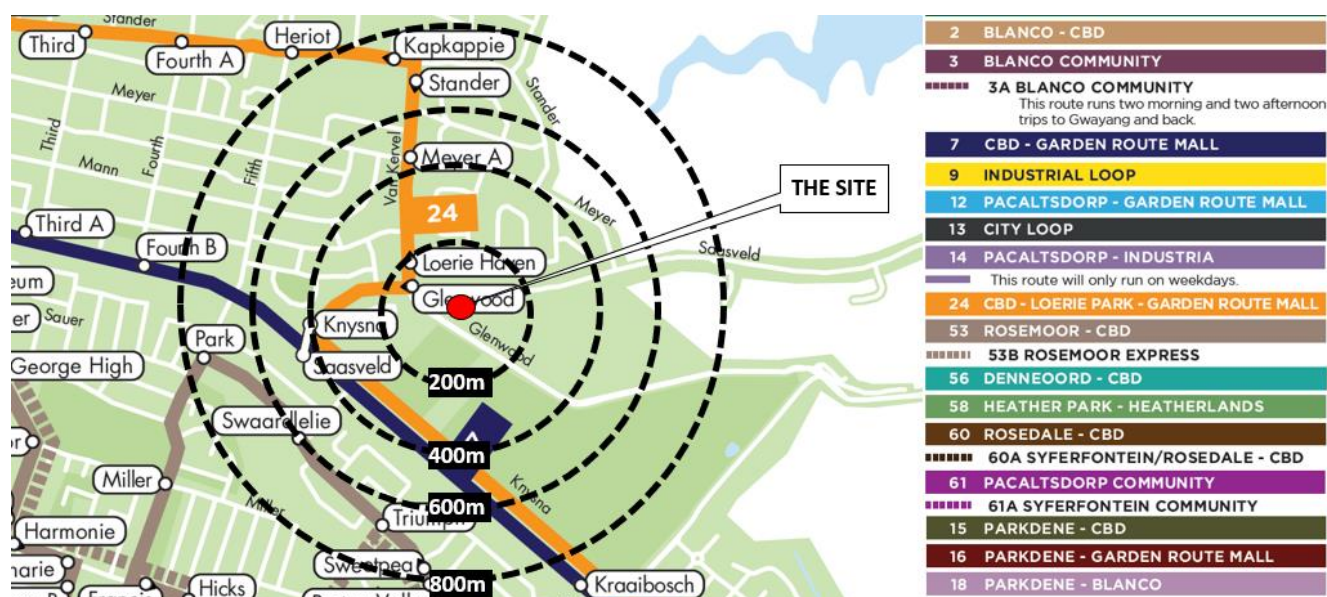 Stander
Third
Fourth A
Heriot
Kapkappie
Stander
Stander
Meyer
Third
Fourth
Fifth
Mann
Van Kervel
Meyer A
THE SITE
24
Meyer
Saasveld
Third A
Fourth B
Loerie Haven
Glenwood
eum
er
Sauer
Park
Knysna
Glenwood
George High
Saasveld
200m
Swaardlelie
400m
or
Miller
Miller
600m
Knysna
Triumph
Harmonie
Sweetpea
800m
Kraaibosch
marie
Hicks
2 BLANCO - CBD
3 BLANCO COMMUNITY
3A BLANCO COMMUNITY
This route runs two morning and two afternoon
trips to Gwayang and back.
7 CBD - GARDEN ROUTE MALL
9 INDUSTRIAL LOOP
12 PACALTSDORP - GARDEN ROUTE MALL
13 CITY LOOP
14 PACALTSDORP - INDUSTRIA
This route will only run on weekdays.
24 CBD - LOERIE PARK - GARDEN ROUTE MALL
53 ROSEMOOR - CBD
53B ROSEMOOR EXPRESS
56 DENNEOORD - CBD
58 HEATHER PARK - HEATHERLANDS
60 ROSEDALE - CBD
60A SYFERFONTEIN/ROSEDALE - CBD
61 PACALTSDORP COMMUNITY
61A SYFERFONTEIN COMMUNITY
15 PARKDENE - CBD
16 PARKDENE - GARDEN ROUTE MALL
18 PARKDENE - BLANCO